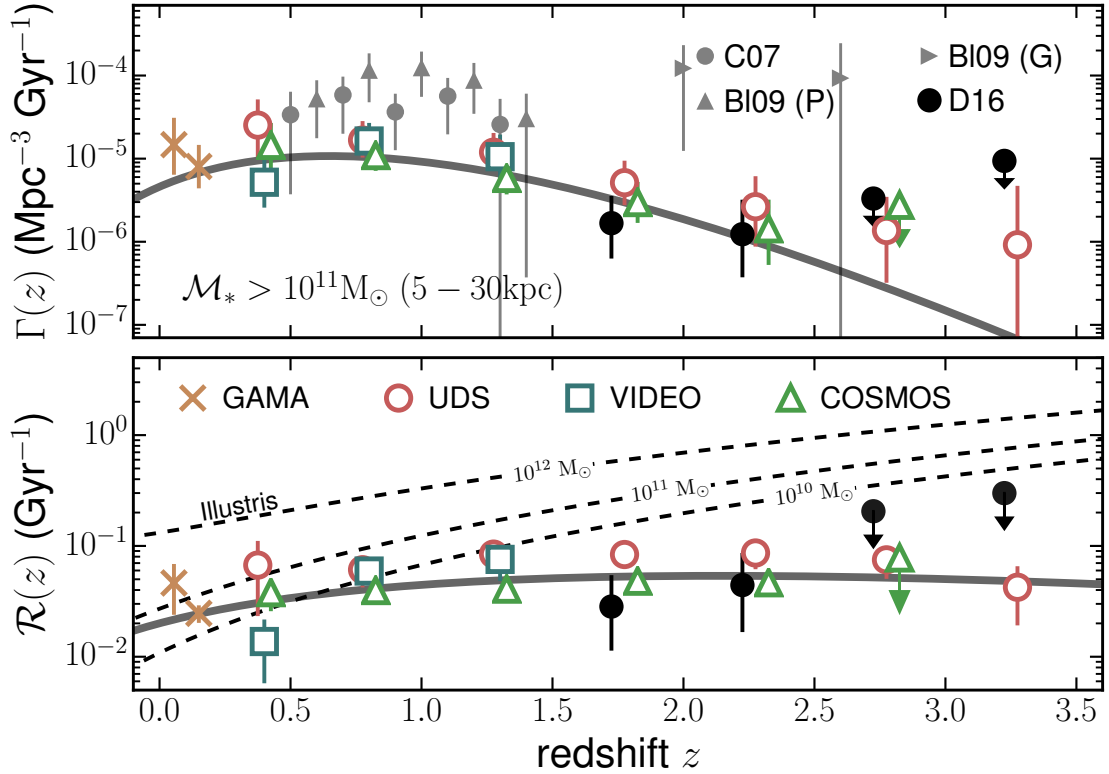 Γ(z) (Mpc⁻³ Gyr⁻¹)
10⁻⁴
10⁻⁵
10⁻⁶
10⁻⁷
C07
Bl09 (G)
Bl09 (P)
D16
ℳ* > 10¹¹M⊙ (5 − 30kpc)
ℛ(z) (Gyr⁻¹)
10⁰
10⁻¹
10⁻²
GAMA
UDS
VIDEO
COSMOS
Illustris
10¹² M⊙
10¹¹ M⊙
10¹⁰ M⊙
0.0 0.5 1.0 1.5 2.0 2.5 3.0 3.5
redshift z